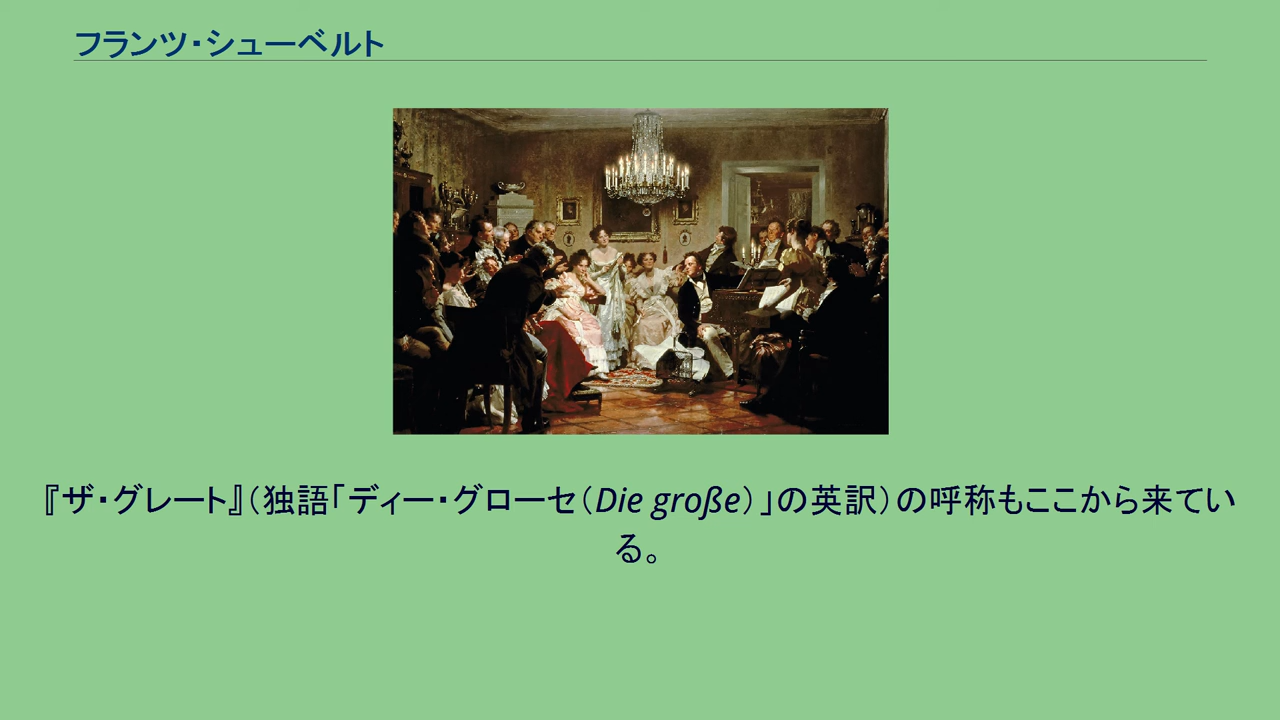 フランツ・シューベルト
『ザ・グレート』（独語「ディー・グローセ（Die große）」の英訳）の呼称もここから来てい
る。